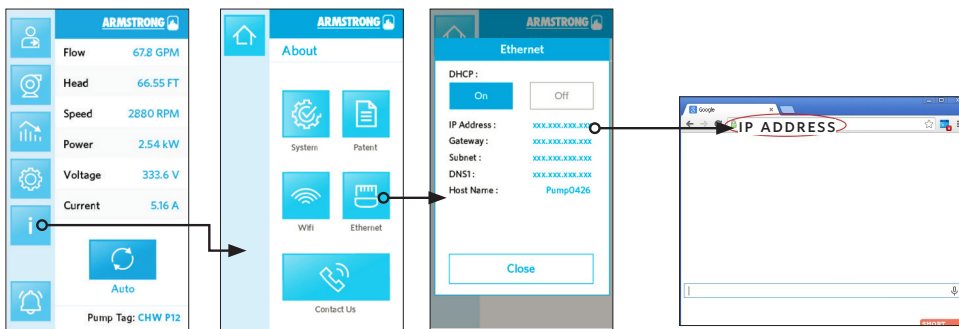 ARMSTRONG
Flow 67.8 GPM
Head 66.55 FT
Speed 2880 RPM
Power 2.54 kW
Voltage 333.6 V
Current 5.16 A
i
Auto
Pump Tag: CHW P12
ARMSTRONG
About
System Patent
Wifi Ethernet
Contact Us
ARMSTRONG
Ethernet
DHCP :
On Off
IP Address : xxx.xxx.xxx.xxx
Gateway : xxx.xxx.xxx.xxx
Subnet : xxx.xxx.xxx.xxx
DNS1 : xxx.xxx.xxx.xxx
Host Name : Pump0426
Close
Google
IP ADDRESS
SHORT